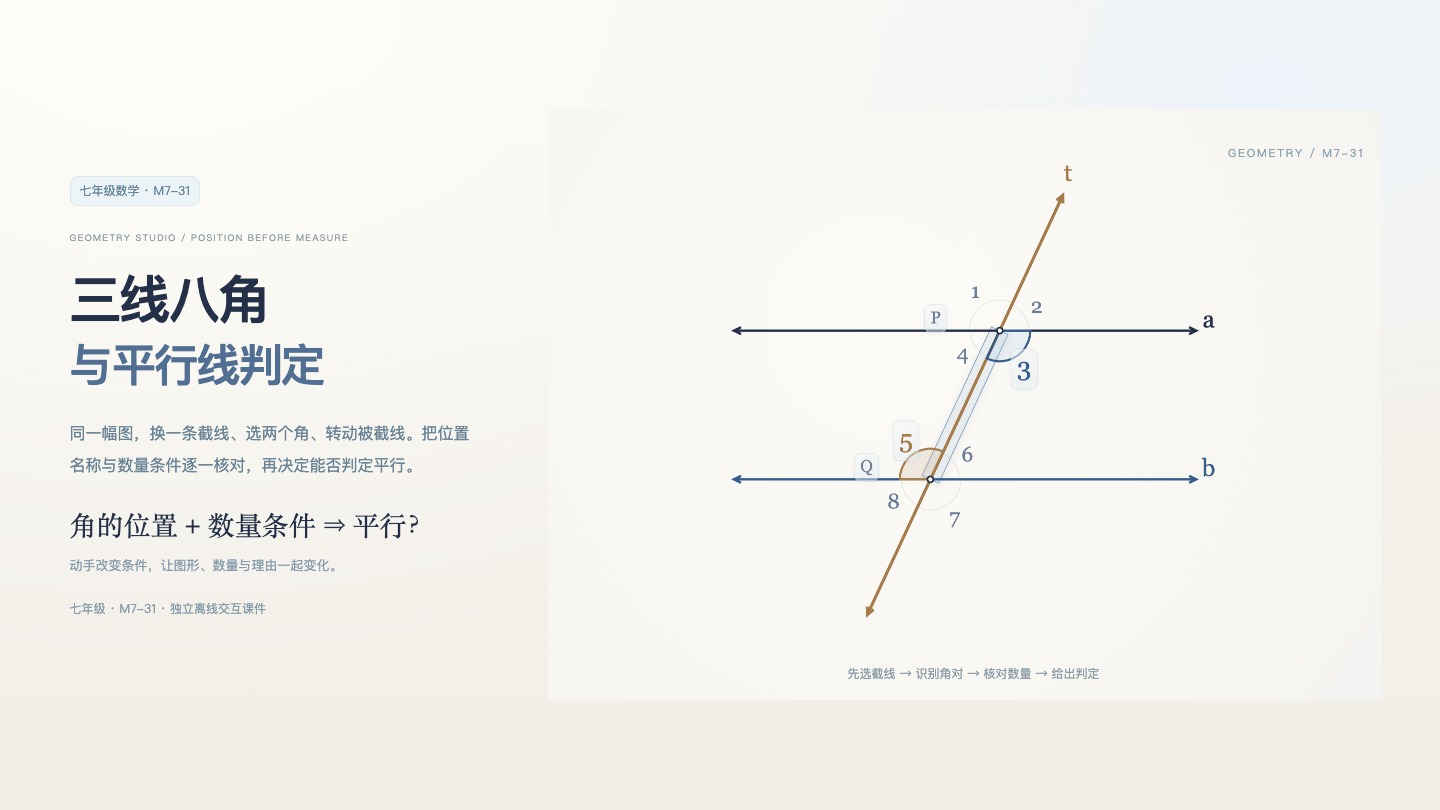 七年级数学 · M7–31
GEOMETRY STUDIO / POSITION BEFORE MEASURE
三线八角
与平行线判定
同一幅图，换一条截线、选两个角、转动被截线。把位置
名称与数量条件逐一核对，再决定能否判定平行。
角的位置 + 数量条件 ⇒ 平行?
动手改变条件，让图形、数量与理由一起变化。
七年级 · M7–31 · 独立离线交互课件
GEOMETRY / M7–31
t
1
2
P
a
4
3
5
6
Q
b
8
7
先选截线 → 识别角对 → 核对数量 → 给出判定